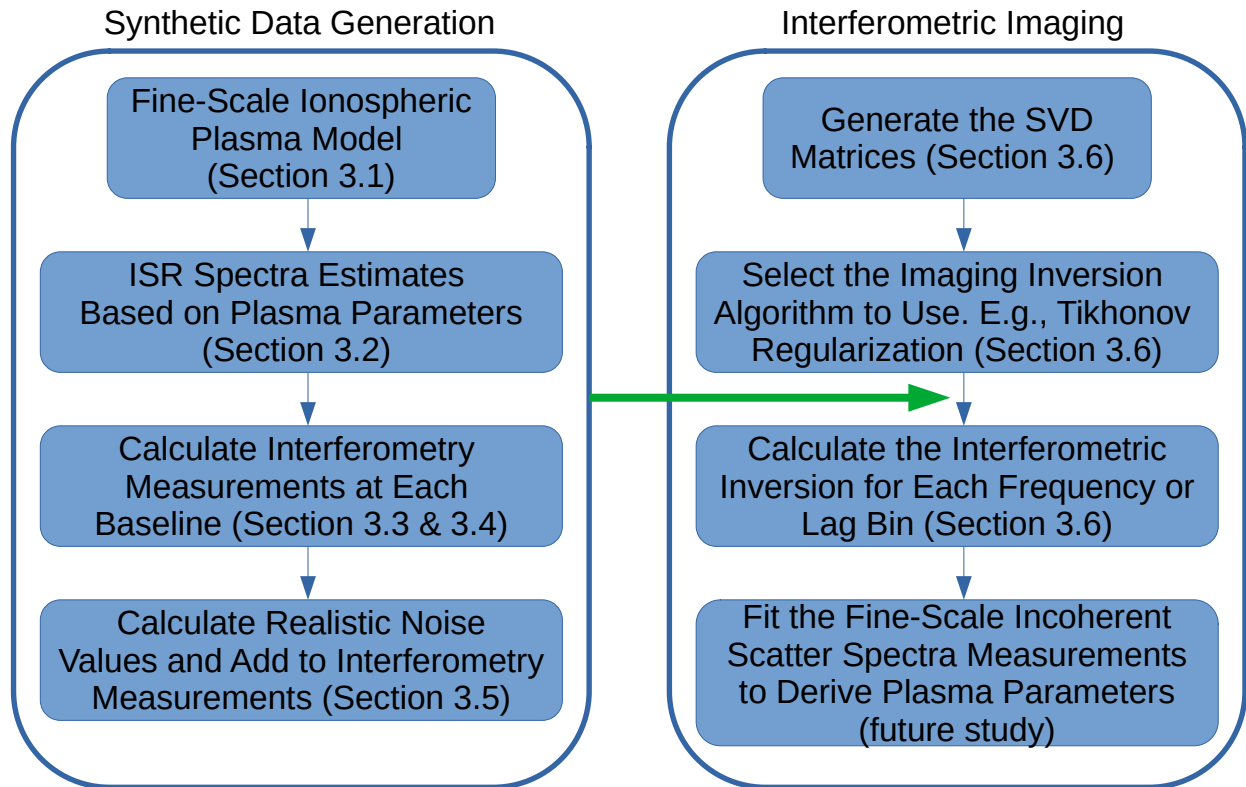 Synthetic Data Generation
Fine-Scale Ionospheric
Plasma Model
(Section 3.1)
ISR Spectra Estimates
Based on Plasma Parameters
(Section 3.2)
Calculate Interferometry
Measurements at Each
Baseline (Section 3.3 & 3.4)
Calculate Realistic Noise
Values and Add to Interferometry
Measurements (Section 3.5)
Interferometric Imaging
Generate the SVD
Matrices (Section 3.6)
Select the Imaging Inversion
Algorithm to Use. E.g., Tikhonov
Regularization (Section 3.6)
Calculate the Interferometric
Inversion for Each Frequency or
Lag Bin (Section 3.6)
Fit the Fine-Scale Incoherent
Scatter Spectra Measurements
to Derive Plasma Parameters
(future study)